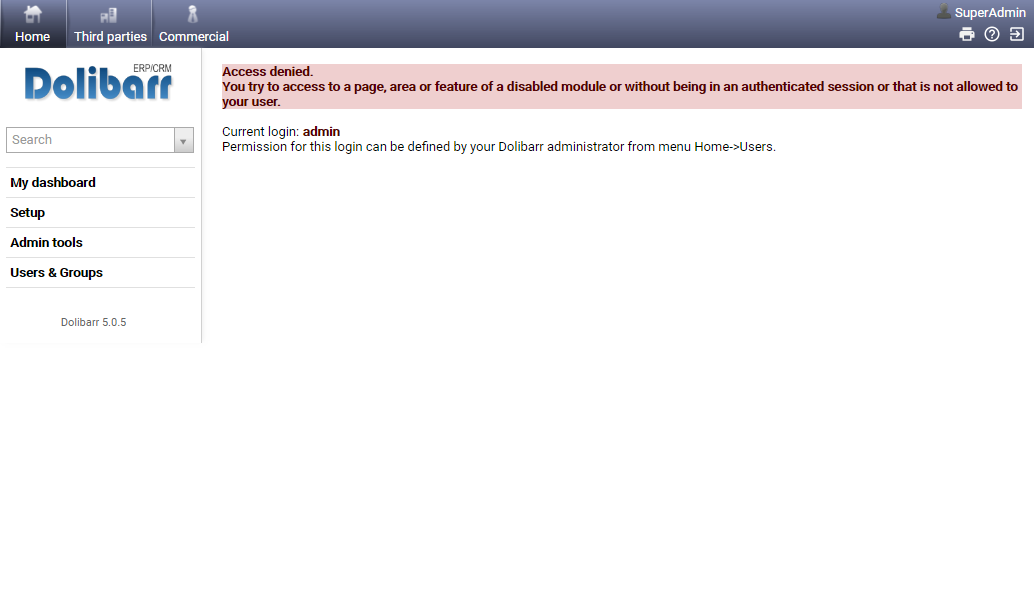 SuperAdmin
Home
Third parties
Commercial
ERP/CRM
Dolibarr
Search
My dashboard
Setup
Admin tools
Users & Groups
Dolibarr 5.0.5
Access denied.
You try to access to a page, area or feature of a disabled module or without being in an authenticated session or that is not allowed to
your user.
Current login: admin
Permission for this login can be defined by your Dolibarr administrator from menu Home->Users.